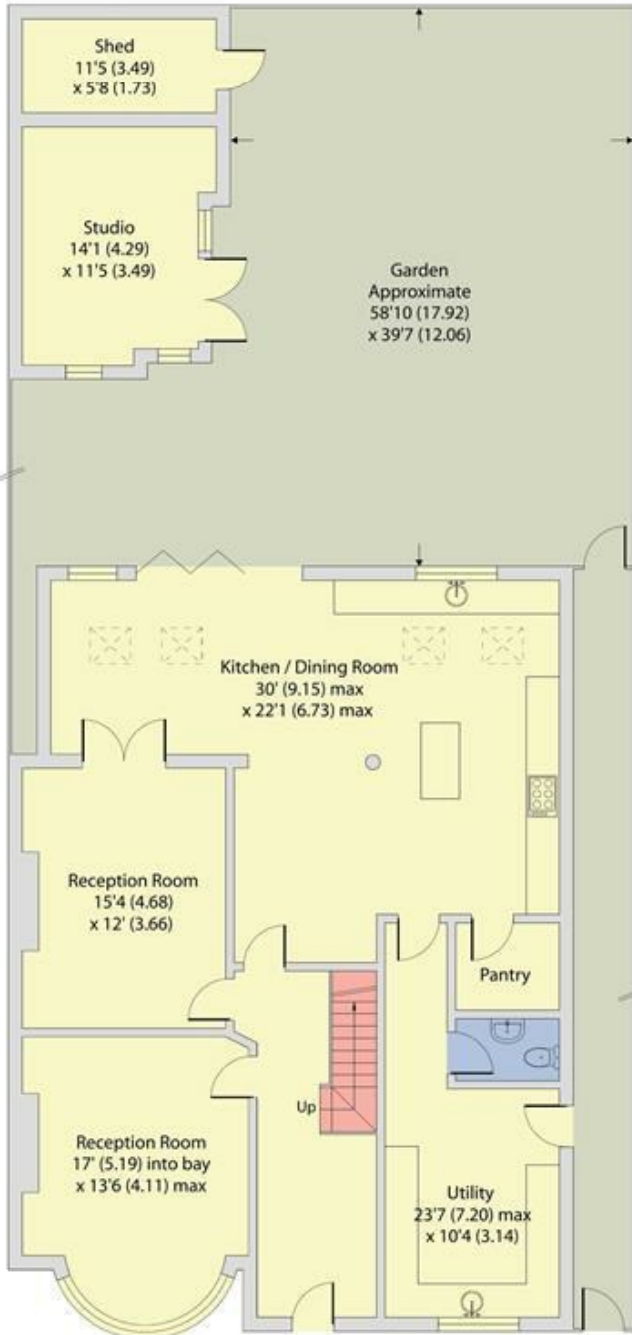 Shed
11'5 (3.49)
x 5'8 (1.73)
Studio
14'1 (4.29)
x 11'5 (3.49)
Garden
Approximate
58'10 (17.92)
x 39'7 (12.06)
Kitchen / Dining Room
30' (9.15) max
x 22'1 (6.73) max
Reception Room
15'4 (4.68)
x 12' (3.66)
Pantry
Up
Reception Room
17' (5.19) into bay
x 13'6 (4.11) max
Utility
23'7 (7.20) max
x 10'4 (3.14)